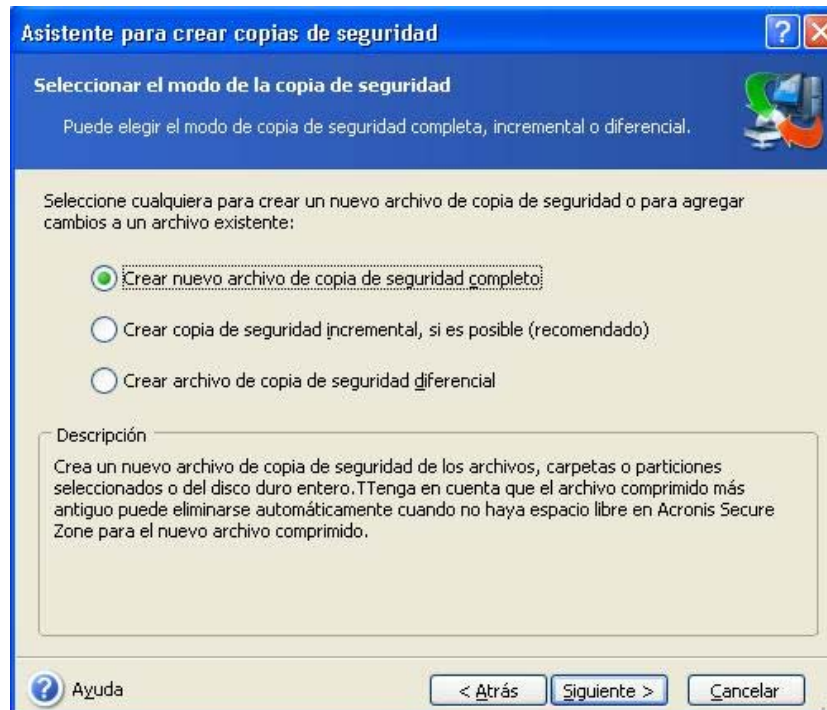 Asistente para crear copias de seguridad
Seleccionar el modo de la copia de seguridad
Puede elegir el modo de copia de seguridad completa, incremental o diferencial.
Seleccione cualquiera para crear un nuevo archivo de copia de seguridad o para agregar
cambios a un archivo existente:
Crear nuevo archivo de copia de seguridad completo
Crear copia de seguridad incremental, si es posible (recomendado)
Crear archivo de copia de seguridad diferencial
Descripción
Crea un nuevo archivo de copia de seguridad de los archivos, carpetas o particiones
seleccionados o del disco duro entero.TTenga en cuenta que el archivo comprimido más
antiguo puede eliminarse automáticamente cuando no haya espacio libre en Acronis Secure
Zone para el nuevo archivo comprimido.
Ayuda
< Atrás
Siguiente >
Cancelar